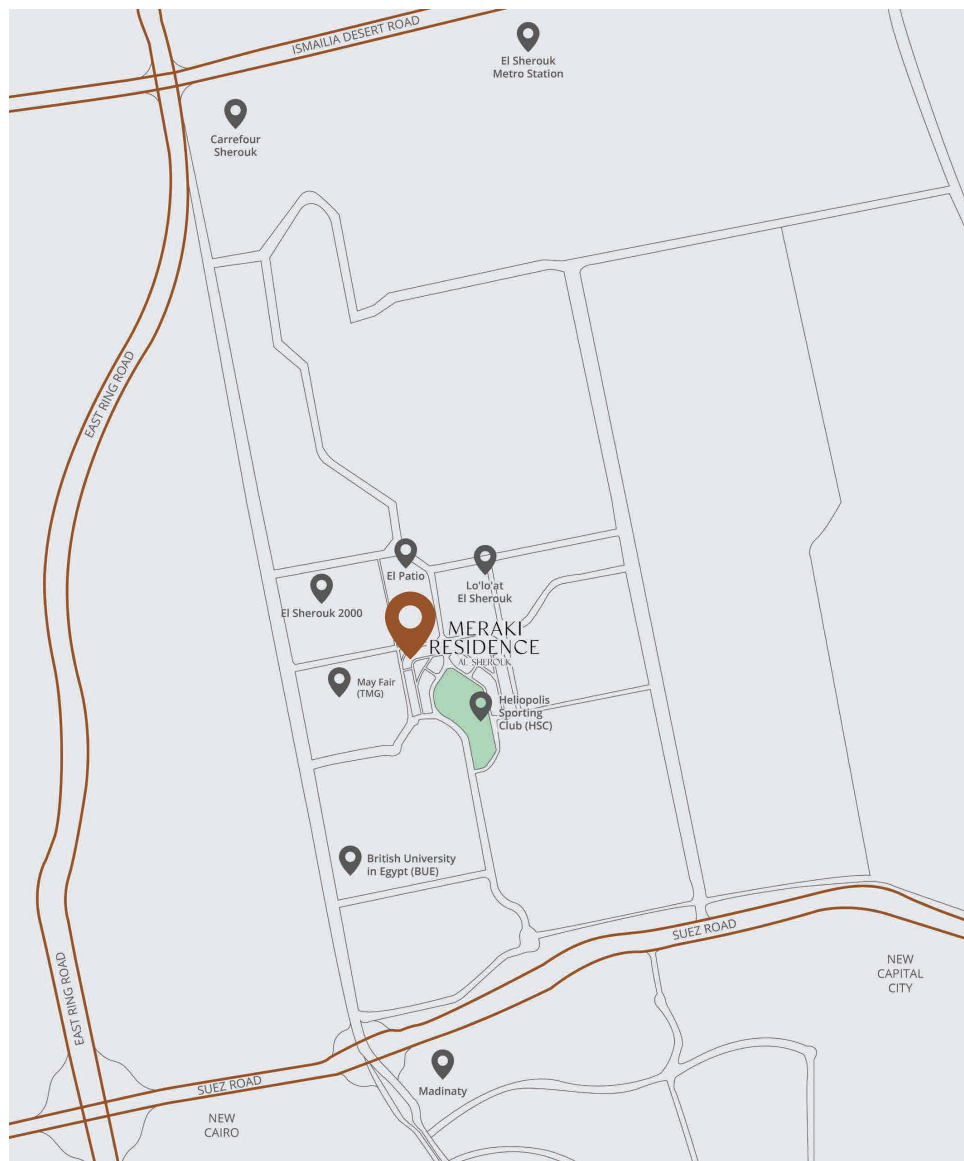 ISMAILIA DESERT ROAD
El Sherouk
Metro Station
Carrefour
Sherouk
EAST RING ROAD
El Patio
Lo'lo'at
El Sherouk
El Sherouk 2000
MERAKI
RESIDENCE
AL SHEROUK
May Fair
(TMG)
Heliopolis
Sporting
Club (HSC)
British University
in Egypt (BUE)
SUEZ ROAD
NEW
CAPITAL
CITY
EAST RING ROAD
SUEZ ROAD
Madinaty
NEW
CAIRO